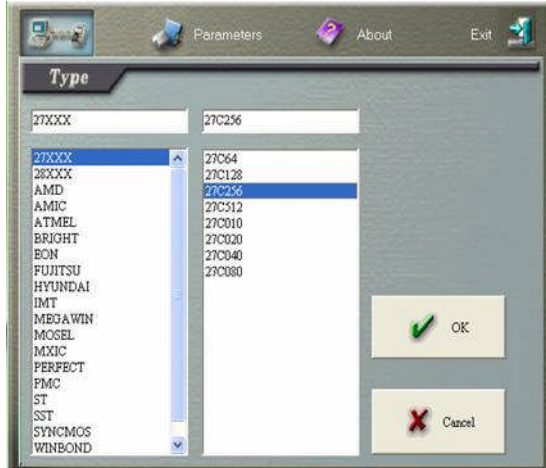 Parameters
About
Exit
Type
27XXX
27C256
27XXX
28XXX
AMD
AMIC
ATMEL
BRIGHT
EON
FUJITSU
HYUNDAI
IMT
MEGAWIN
MOSEL
MXIC
PERFECT
PMC
ST
SST
SYNCMOS
WINBOND
27C64
27C128
27C256
27C512
27C010
27C020
27C040
27C080
OK
Cancel